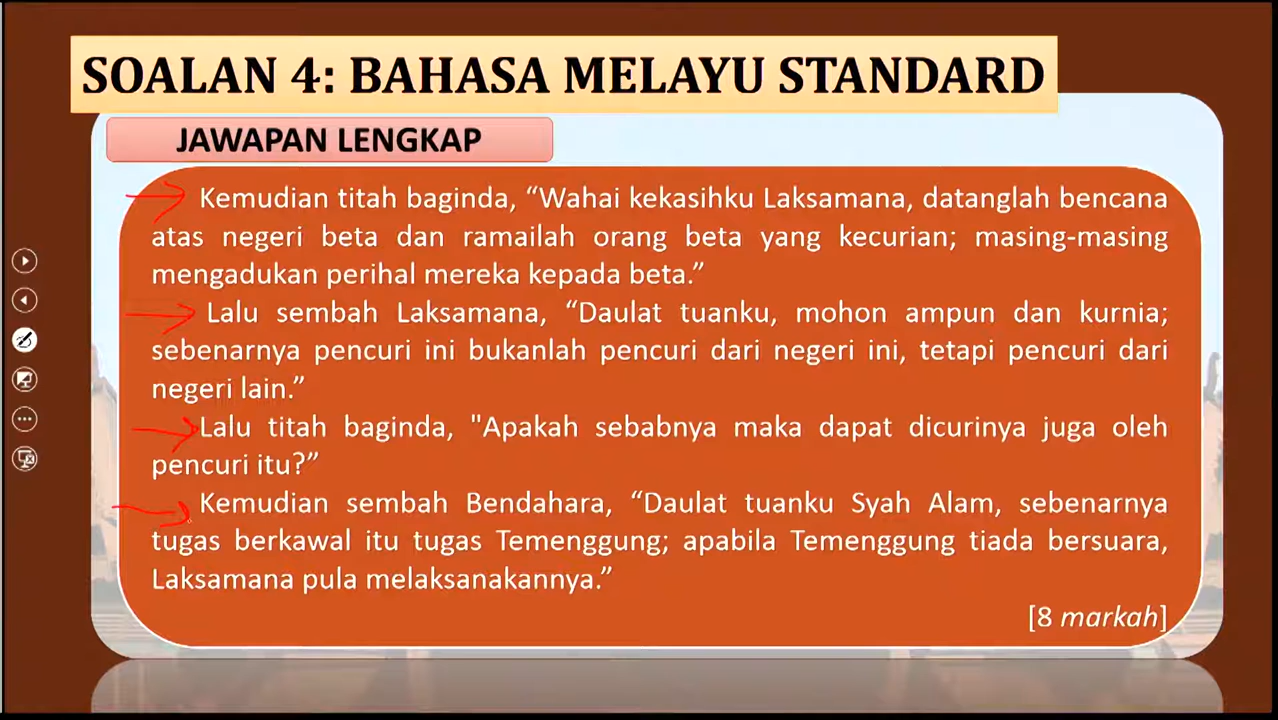 SOALAN 4: BAHASA MELAYU STANDARD
JAWAPAN LENGKAP
Kemudian titah baginda, “Wahai kekasihku Laksamana, datanglah bencana
atas negeri beta dan ramailah orang beta yang kecurian; masing-masing
mengadukan perihal mereka kepada beta.”
Lalu sembah Laksamana, “Daulat tuanku, mohon ampun dan kurnia;
sebenarnya pencuri ini bukanlah pencuri dari negeri ini, tetapi pencuri dari
negeri lain.”
Lalu titah baginda, "Apakah sebabnya maka dapat dicurinya juga oleh
pencuri itu?”
Kemudian sembah Bendahara, “Daulat tuanku Syah Alam, sebenarnya
tugas berkawal itu tugas Temenggung; apabila Temenggung tiada bersuara,
Laksamana pula melaksanakannya.”
[8 markah]